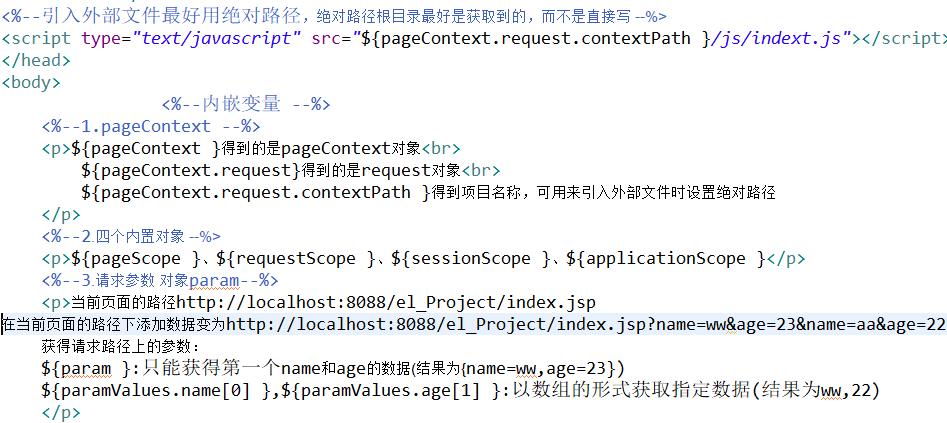 <%--引入外部文件最好用绝对路径，绝对路径根目录最好是获取到的，而不是直接写 --%>
<script type="text/javascript" src="${pageContext.request.contextPath }/js/indext.js"></script>
</head>
<body>
<%--内嵌变量 --%>
<%--1.pageContext --%>
<p>${pageContext }得到的是pageContext对象<br>
${pageContext.request}得到的是request对象<br>
${pageContext.request.contextPath }得到项目名称，可用来引入外部文件时设置绝对路径
</p>
<%--2.四个内置对象 --%>
<p>${pageScope }、${requestScope }、${sessionScope }、${applicationScope }</p>
<%--3.请求参数 对象param--%>
<p>当前页面的路径http://localhost:8088/el_Project/index.jsp
在当前页面的路径下添加数据变为http://localhost:8088/el_Project/index.jsp?name=ww&age=23&name=aa&age=22
获得请求路径上的参数：
${param }:只能获得第一个name和age的数据(结果为{name=ww,age=23})
${paramValues.name[0] },${paramValues.age[1] }:以数组的形式获取指定数据(结果为ww,22)
</p>